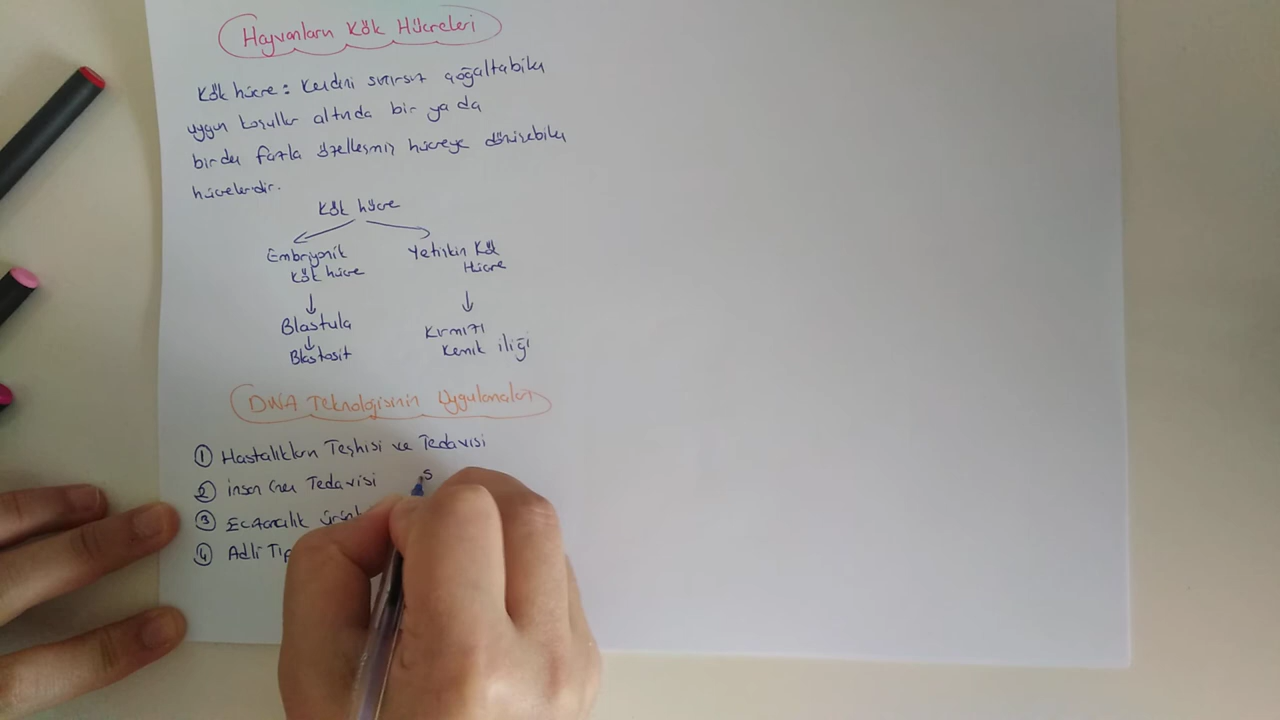 Hayvanların Kök Hücreleri
Kök hücre: Kendini sınırsız çoğaltabilen
uygun koşullar altında bir ya da
birden fazla özelleşmiş hücreye dönüşebilen
hücrelerdir.
Kök hücre
Embriyonik
Kök hücre
Yetişkin Kök
Hücre
Blastula
Blastosit
Kırmızı
Kemik iliği
DNA Teknolojisinin Uygulamaları
1 Hastalıkların Teşhisi ve Tedavisi
2 insan Gen Tedavisi
3 Eczacılık ürünl
4 Adli Tıp
5